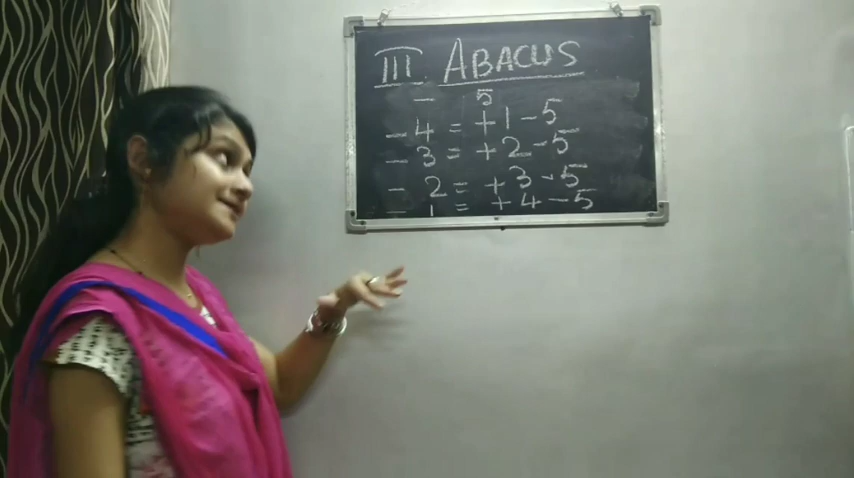 III ABACUS
- 5
- 4 = +1-5
- 3 = +2-5
- 2 = +3-5
- 1 = +4-5